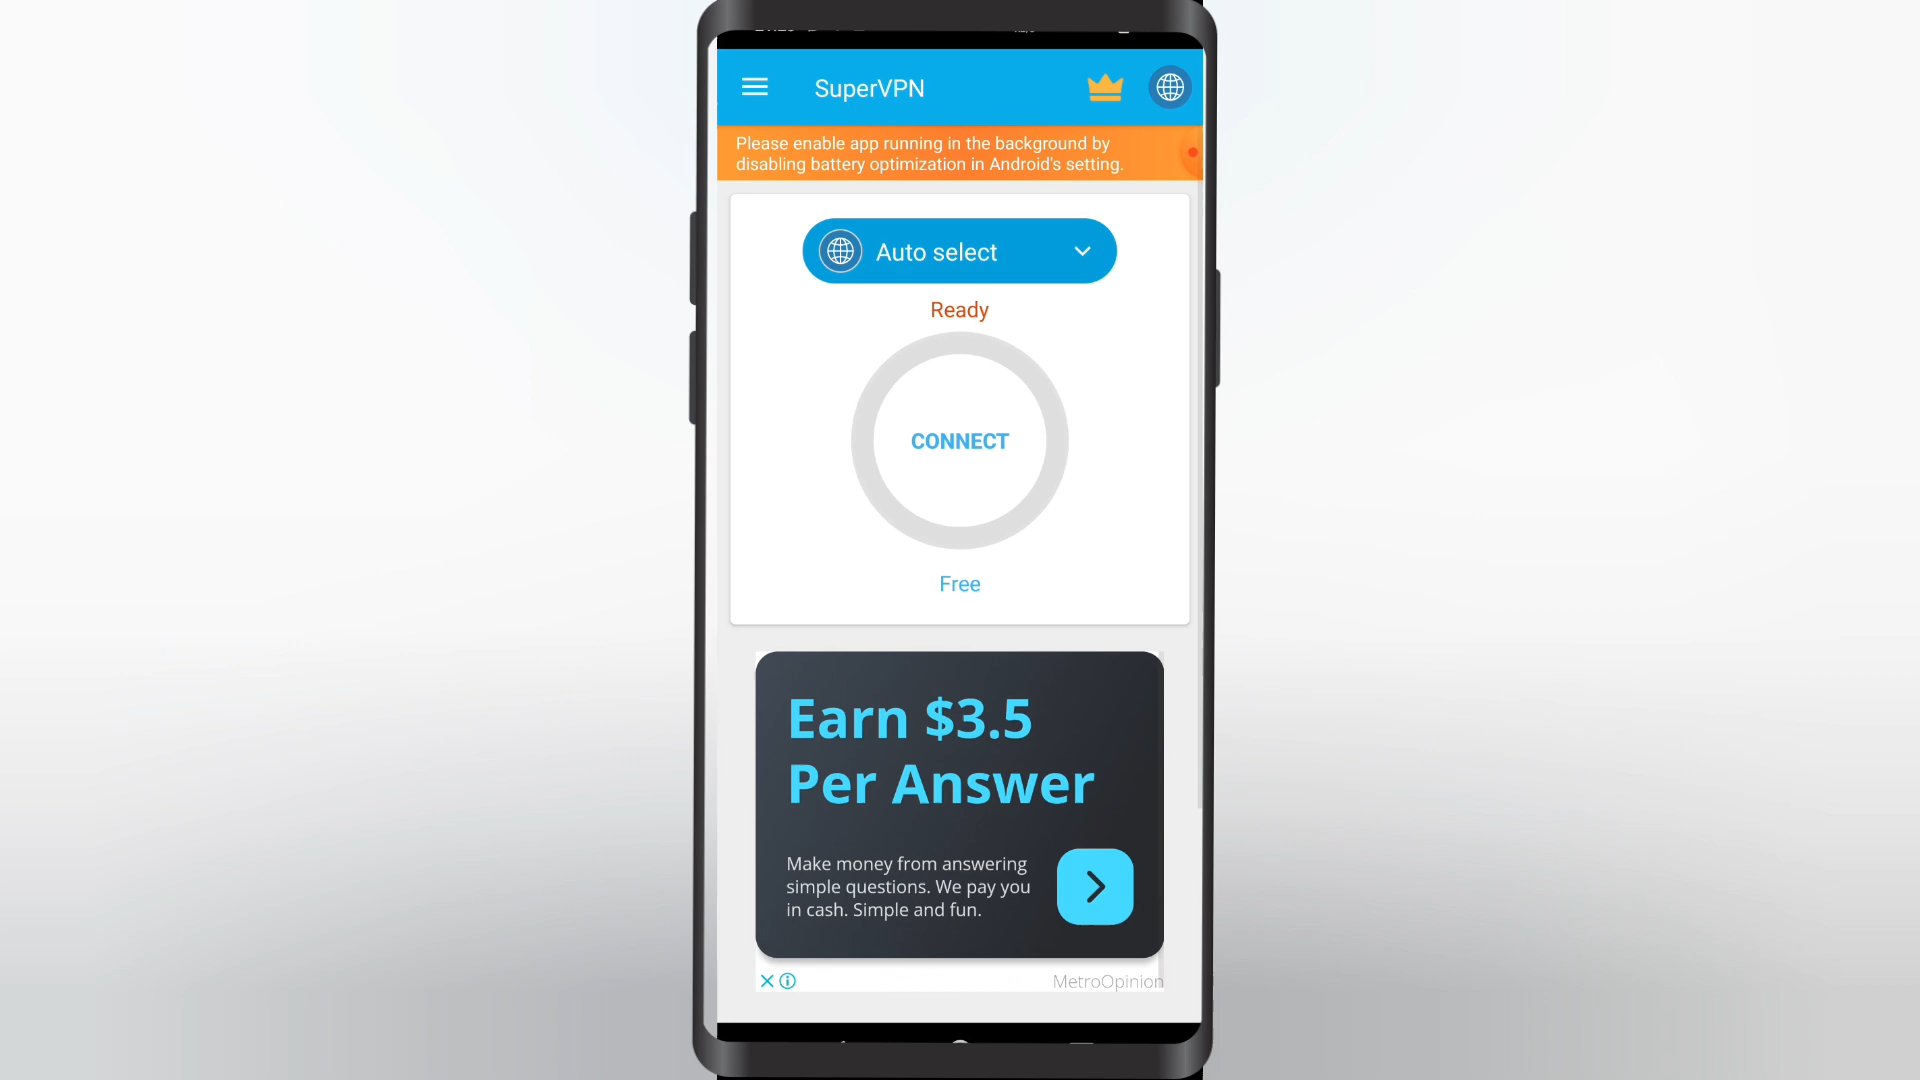 SuperVPN
Please enable app running in the background by
disabling battery optimization in Android's setting.
Auto select
Ready
CONNECT
Free
Earn $3.5
Per Answer
Make money from answering
simple questions. We pay you
in cash. Simple and fun.
MetroOpinion